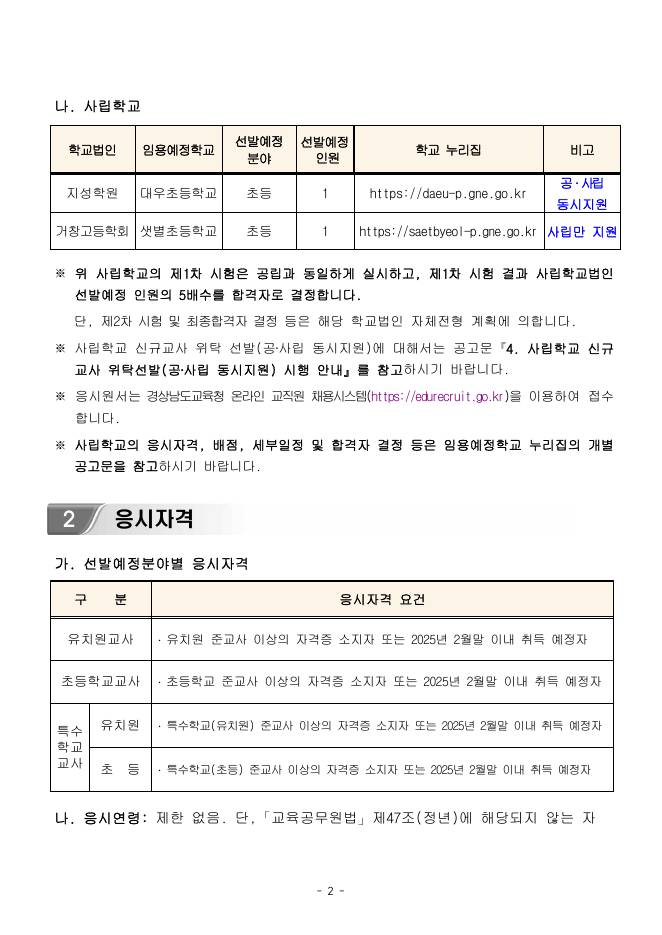 나. 사립학교
학교법인 임용예정학교 선발예정 분야 선발예정 인원 학교 누리집 비고
지성학원 대우초등학교 초등 1 https://daeu-p.gne.go.kr 공·사립 동시지원
거창고등학회 샛별초등학교 초등 1 https://saetbyeol-p.gne.go.kr 사립만 지원
※ 위 사립학교의 제1차 시험은 공립과 동일하게 실시하고, 제1차 시험 결과 사립학교법인
선발예정 인원의 5배수를 합격자로 결정합니다.
단, 제2차 시험 및 최종합격자 결정 등은 해당 학교법인 자체전형 계획에 의합니다.
※ 사립학교 신규교사 위탁 선발(공·사립 동시지원)에 대해서는 공고문『4. 사립학교 신규
교사 위탁선발(공·사립 동시지원) 시행 안내』를 참고하시기 바랍니다.
※ 응시원서는 경상남도교육청 온라인 교직원 채용시스템(https://edurecruit.go.kr)을 이용하여 접수
합니다.
※ 사립학교의 응시자격, 배점, 세부일정 및 합격자 결정 등은 임용예정학교 누리집의 개별
공고문을 참고하시기 바랍니다.
2 응시자격
가. 선발예정분야별 응시자격
구 분 응시자격 요건
유치원교사 · 유치원 준교사 이상의 자격증 소지자 또는 2025년 2월말 이내 취득 예정자
초등학교교사 · 초등학교 준교사 이상의 자격증 소지자 또는 2025년 2월말 이내 취득 예정자
특수 학교 교사 유치원 · 특수학교(유치원) 준교사 이상의 자격증 소지자 또는 2025년 2월말 이내 취득 예정자
초 등 · 특수학교(초등) 준교사 이상의 자격증 소지자 또는 2025년 2월말 이내 취득 예정자
나. 응시연령: 제한 없음. 단,「교육공무원법」제47조(정년)에 해당되지 않는 자
- 2 -